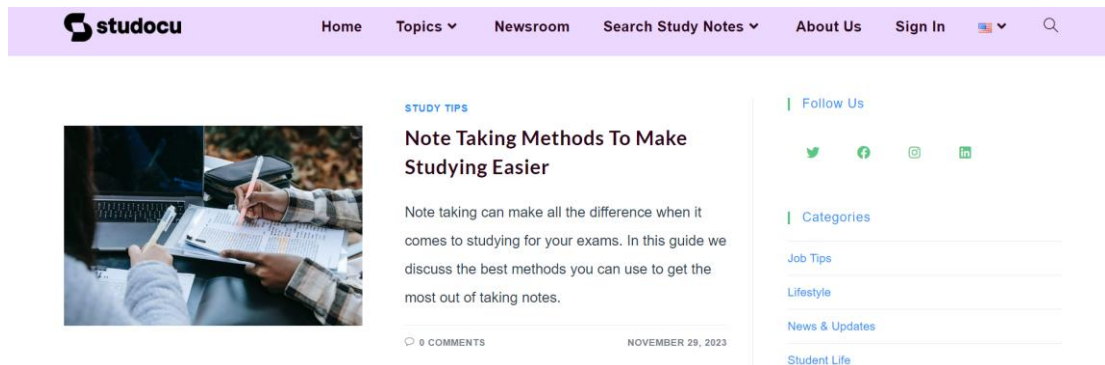 studocu Home Topics Newsroom Search Study Notes About Us Sign In
STUDY TIPS
Note Taking Methods To Make
Studying Easier
Note taking can make all the difference when it
comes to studying for your exams. In this guide we
discuss the best methods you can use to get the
most out of taking notes.
0 COMMENTS NOVEMBER 29, 2023
Follow Us
Categories
Job Tips
Lifestyle
News & Updates
Student Life